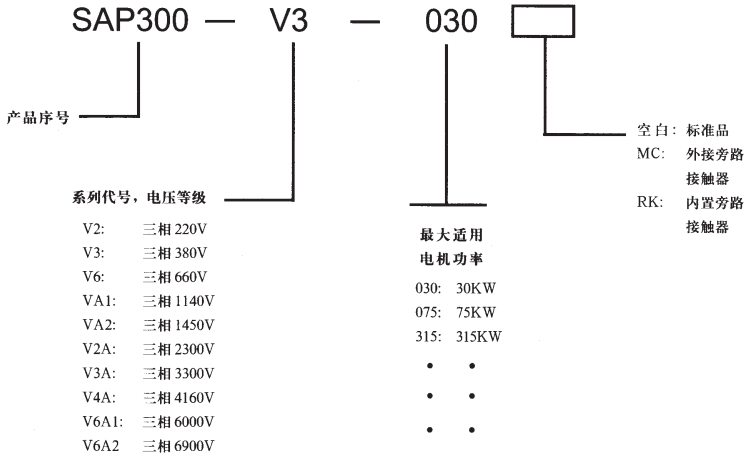 SAP300 — V3 — 030
产品序号
空白: 标准品
MC: 外接旁路
接触器
RK: 内置旁路
接触器
系列代号，电压等级
V2: 三相 220V
V3: 三相 380V
V6: 三相 660V
VA1: 三相 1140V
VA2: 三相 1450V
V2A: 三相 2300V
V3A: 三相 3300V
V4A: 三相 4160V
V6A1: 三相 6000V
V6A2 三相 6900V
最大适用
电机功率
030: 30KW
075: 75KW
315: 315KW